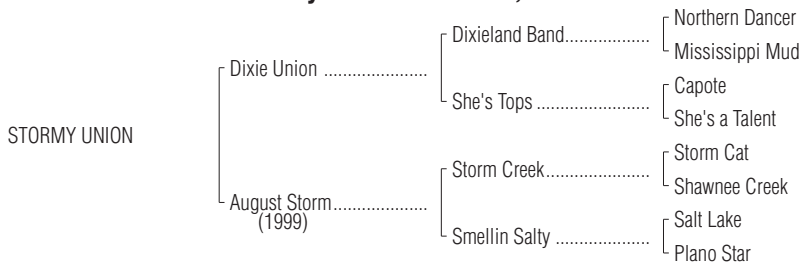 Northern Dancer
Dixieland Band...................
Mississippi Mud
Dixie Union ......................
Capote
She's Tops .........................
She's a Talent
STORMY UNION
Storm Cat
Storm Creek.......................
Shawnee Creek
August Storm....................
(1999)
Salt Lake
Smellin Salty .....................
Plano Star